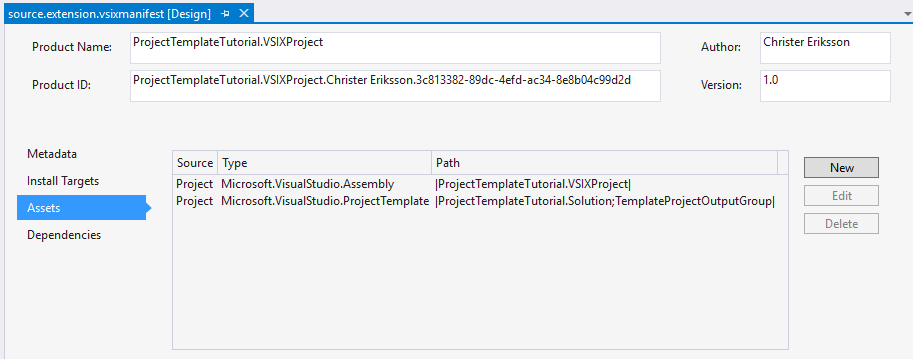 source.extension.vsixmanifest [Design]
Product Name: ProjectTemplateTutorial.VSIXProject Author: Christer Eriksson
Product ID: ProjectTemplateTutorial.VSIXProject.Christer Eriksson.3c813382-89dc-4efd-ac34-8e8b04c99d2d Version: 1.0
Metadata
Install Targets
Assets
Dependencies
Source Type Path
Project Microsoft.VisualStudio.Assembly |ProjectTemplateTutorial.VSIXProject|
Project Microsoft.VisualStudio.ProjectTemplate |ProjectTemplateTutorial.Solution;TemplateProjectOutputGroup|
New
Edit
Delete